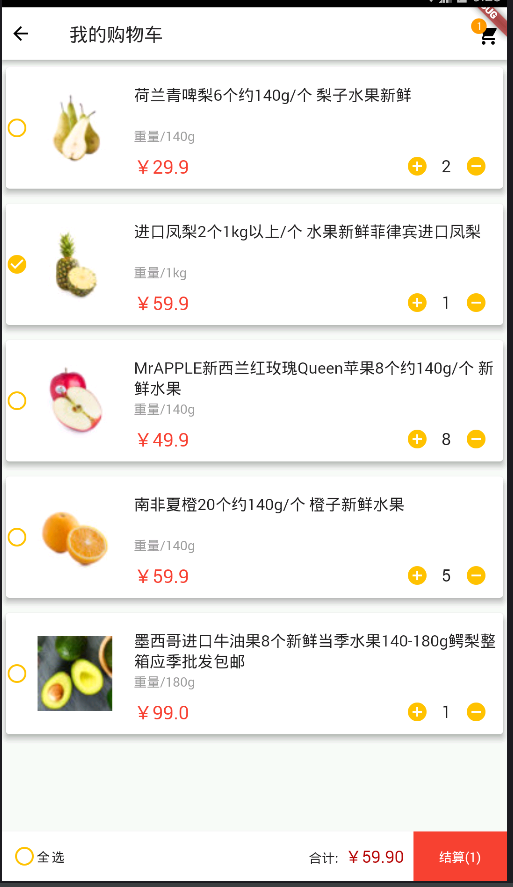 我的购物车
1
荷兰青啤梨6个约140g/个 梨子水果新鲜
重量/140g
￥29.9
2
进口凤梨2个1kg以上/个 水果新鲜菲律宾进口凤梨
重量/1kg
￥59.9
1
MrAPPLE新西兰红玫瑰Queen苹果8个约140g/个 新
鲜水果
重量/140g
￥49.9
8
南非夏橙20个约140g/个 橙子新鲜水果
重量/140g
￥59.9
5
墨西哥进口牛油果8个新鲜当季水果140-180g鳄梨整
箱应季批发包邮
重量/180g
￥99.0
1
全选
合计: ￥59.90
结算(1)